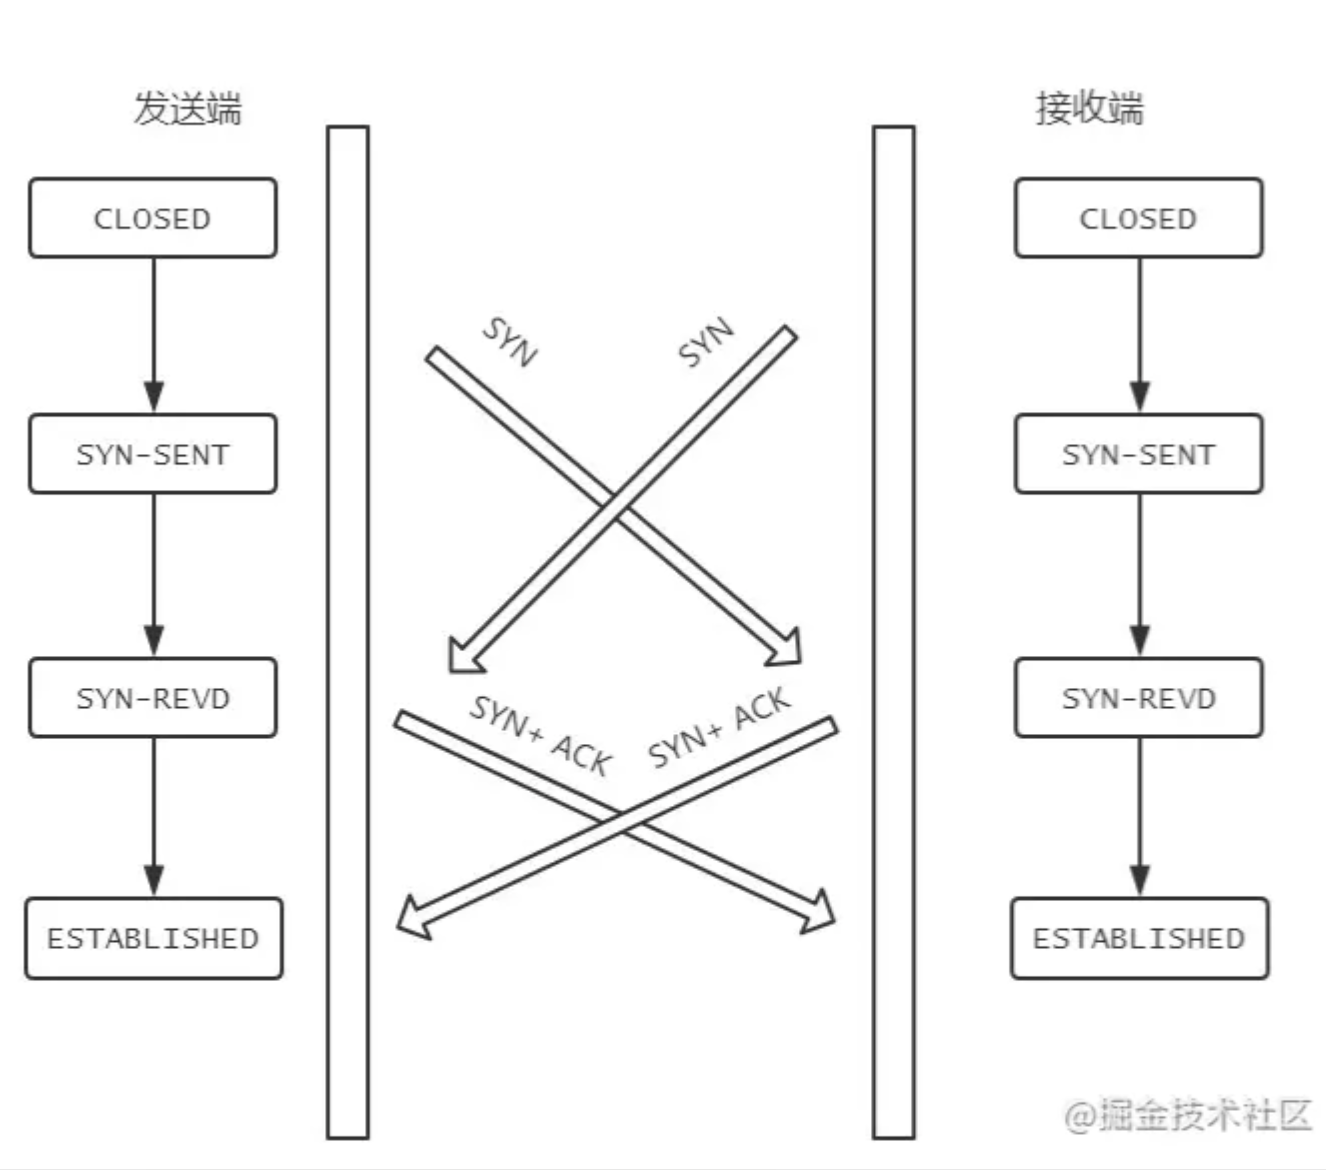 发送端
接收端
CLOSED
CLOSED
SYN
SYN
SYN-SENT
SYN-SENT
SYN-REVD
SYN-REVD
SYN+ ACK
SYN+ ACK
ESTABLISHED
ESTABLISHED
@掘金技术社区